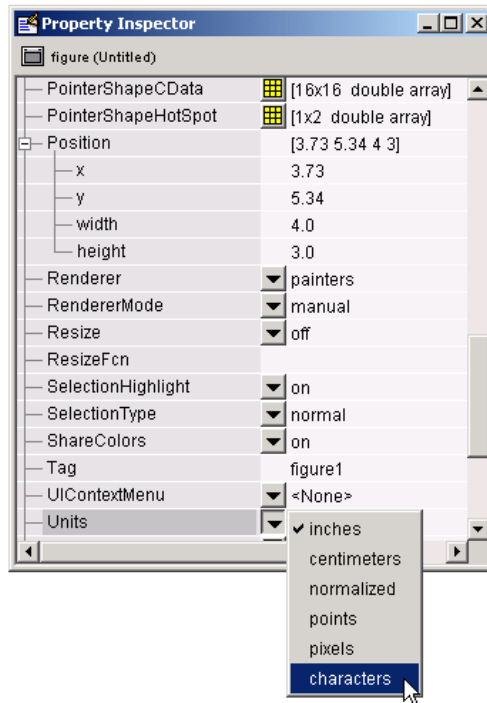 Property Inspector
figure (Untitled)
PointerShapeCData [16x16 double array]
PointerShapeHotSpot [1x2 double array]
Position [3.73 5.34 4 3]
x 3.73
y 5.34
width 4.0
height 3.0
Renderer painters
RendererMode manual
Resize off
ResizeFcn
SelectionHighlight on
SelectionType normal
ShareColors on
Tag figure1
UIContextMenu <None>
Units inches
centimeters
normalized
points
pixels
characters